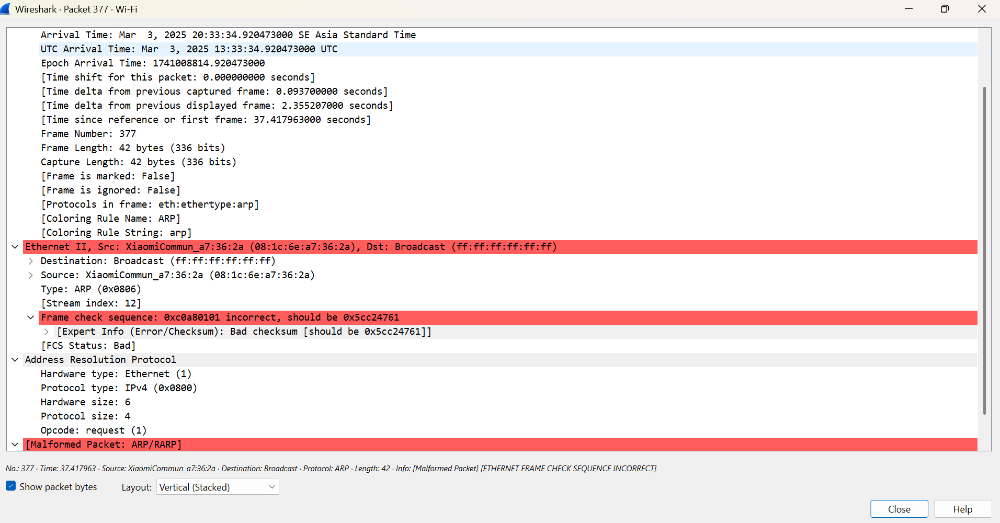 Wireshark · Packet 377 · Wi-Fi
Arrival Time: Mar  3, 2025 20:33:34.920473000 SE Asia Standard Time
UTC Arrival Time: Mar  3, 2025 13:33:34.920473000 UTC
Epoch Arrival Time: 1741008814.920473000
[Time shift for this packet: 0.000000000 seconds]
[Time delta from previous captured frame: 0.093700000 seconds]
[Time delta from previous displayed frame: 2.355207000 seconds]
[Time since reference or first frame: 37.417963000 seconds]
Frame Number: 377
Frame Length: 42 bytes (336 bits)
Capture Length: 42 bytes (336 bits)
[Frame is marked: False]
[Frame is ignored: False]
[Protocols in frame: eth:ethertype:arp]
[Coloring Rule Name: ARP]
[Coloring Rule String: arp]
Ethernet II, Src: XiaomiCommun_a7:36:2a (08:1c:6e:a7:36:2a), Dst: Broadcast (ff:ff:ff:ff:ff:ff)
Destination: Broadcast (ff:ff:ff:ff:ff:ff)
Source: XiaomiCommun_a7:36:2a (08:1c:6e:a7:36:2a)
Type: ARP (0x0806)
[Stream index: 12]
Frame check sequence: 0xc0a80101 incorrect, should be 0x5cc24761
[Expert Info (Error/Checksum): Bad checksum [should be 0x5cc24761]]
[FCS Status: Bad]
Address Resolution Protocol
Hardware type: Ethernet (1)
Protocol type: IPv4 (0x0800)
Hardware size: 6
Protocol size: 4
Opcode: request (1)
[Malformed Packet: ARP/RARP]
No.: 377 · Time: 37.417963 · Source: XiaomiCommun_a7:36:2a · Destination: Broadcast · Protocol: ARP · Length: 42 · Info: [Malformed Packet] [ETHERNET FRAME CHECK SEQUENCE INCORRECT]
Show packet bytes Layout: Vertical (Stacked)
Close Help